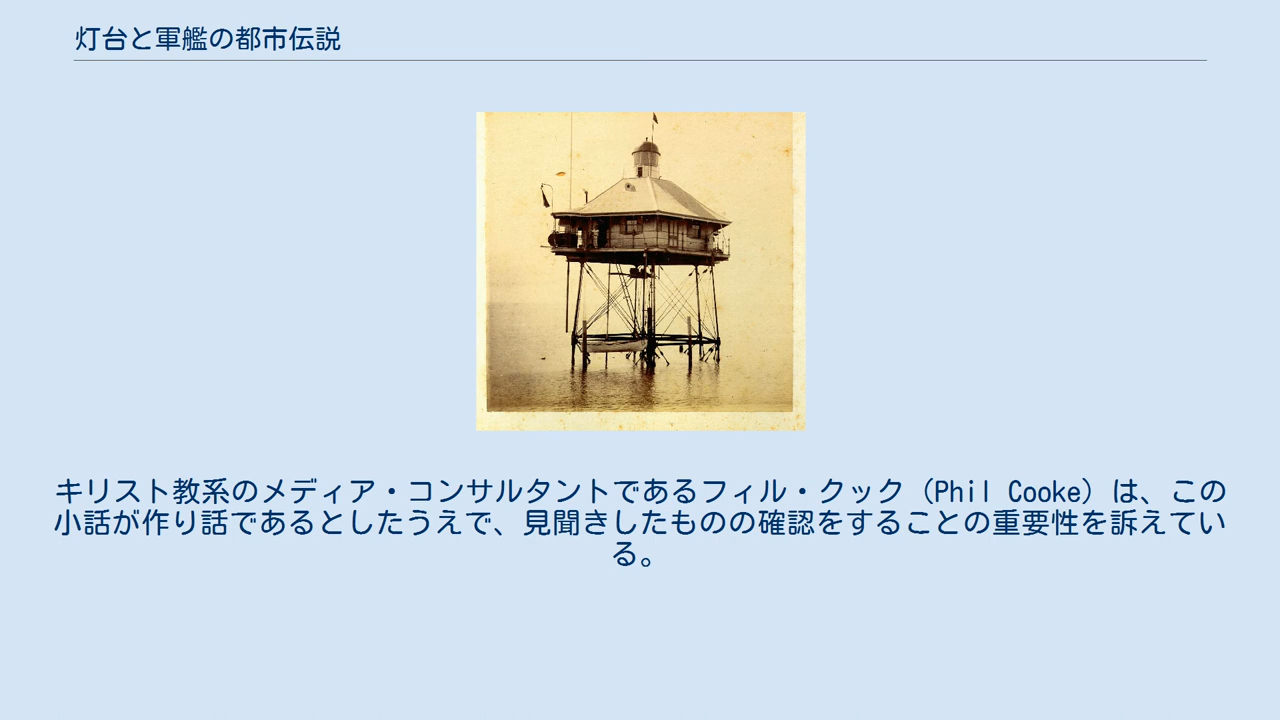 灯台と軍艦の都市伝説
キリスト教系のメディア・コンサルタントであるフィル・クック（Phil Cooke）は、この
小話が作り話であるとしたうえで、見聞きしたものの確認をすることの重要性を訴えてい
る。